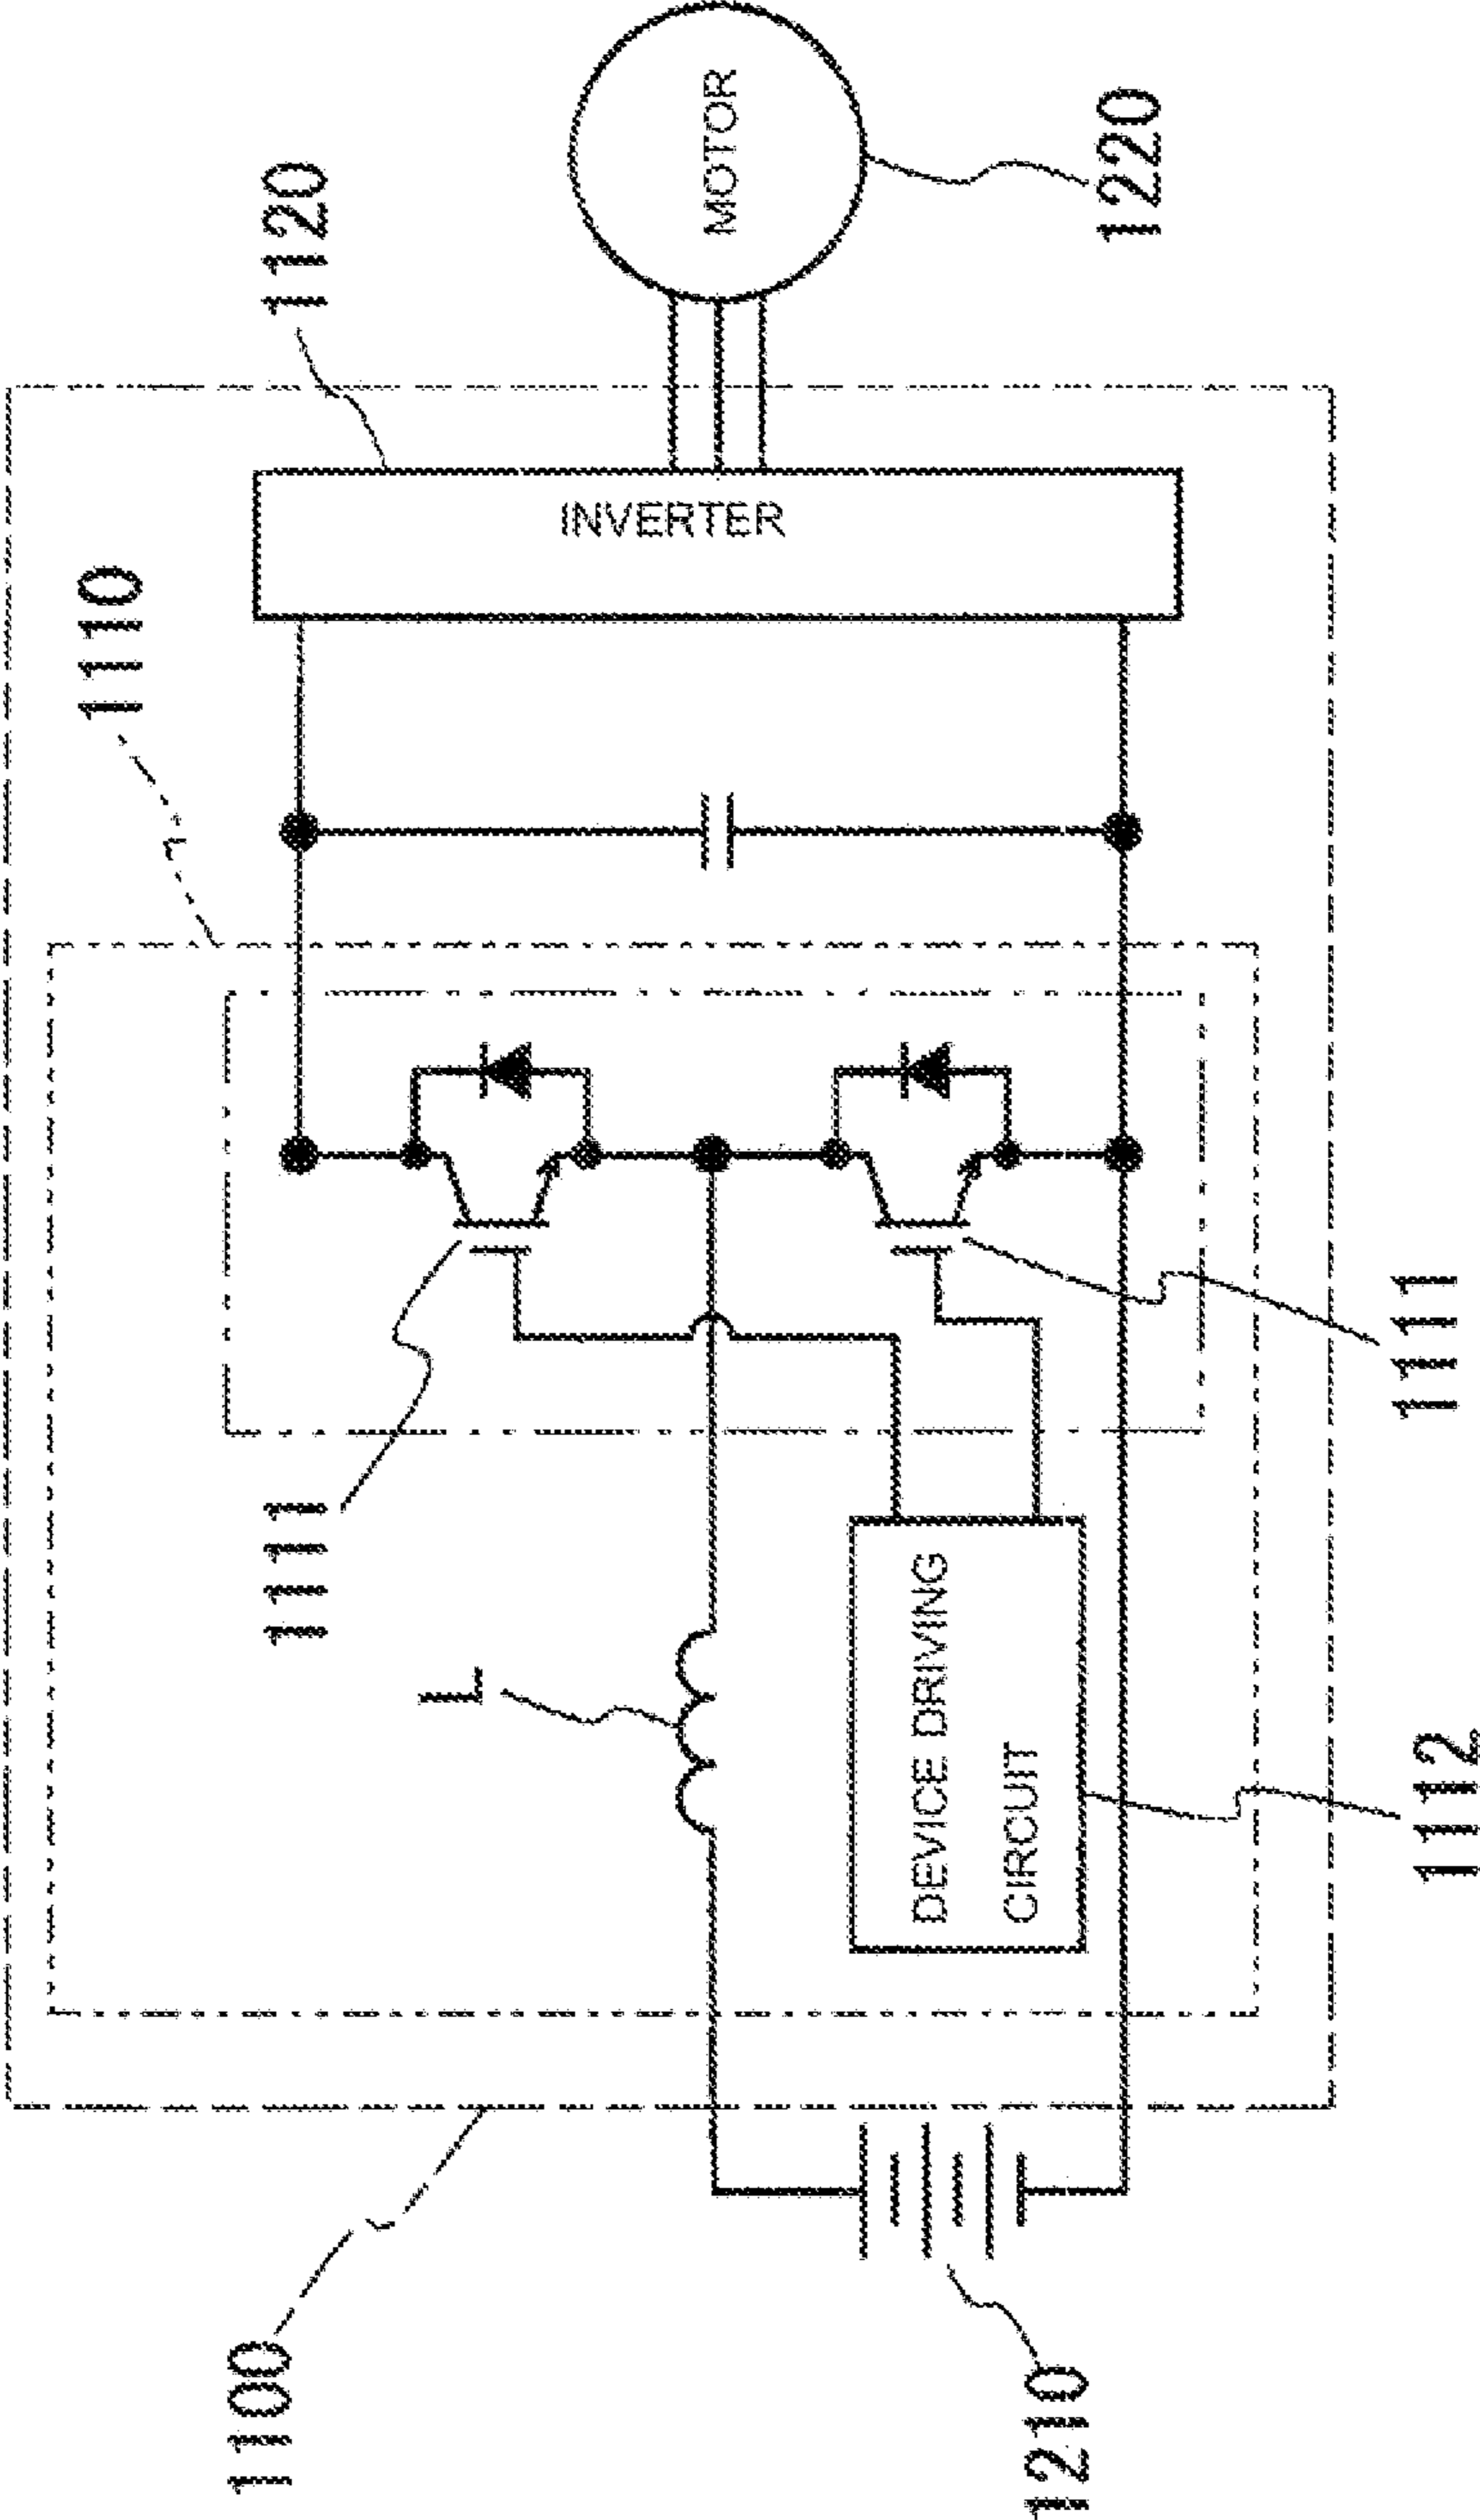 1100
1110
1120
MOTOR
1220
INVERTER
1111
1111
L
DEVICE DRIVING
CIRCUIT
1112
1210